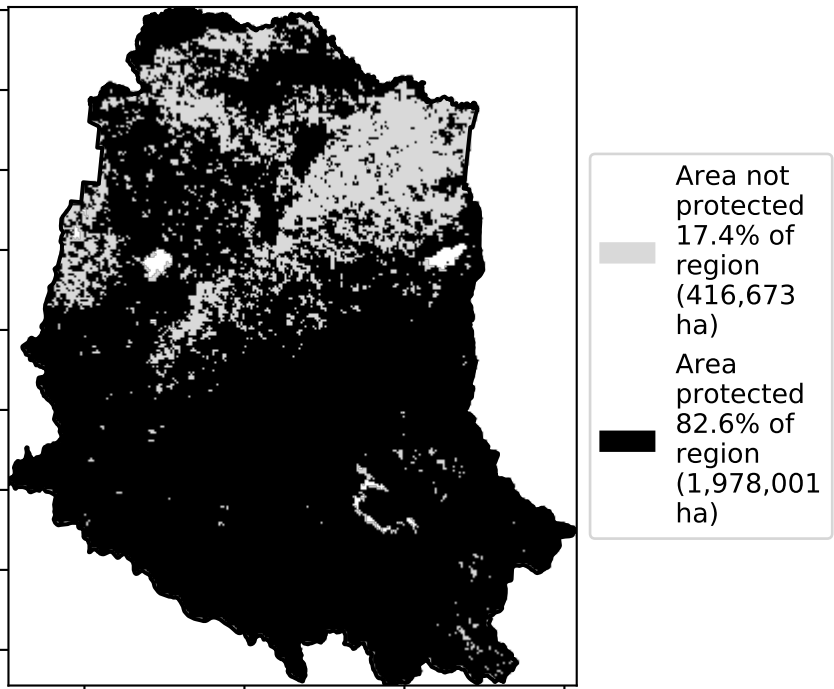 Area not
protected
17.4% of
region
(416,673
ha)
Area
protected
82.6% of
region
(1,978,001
ha)